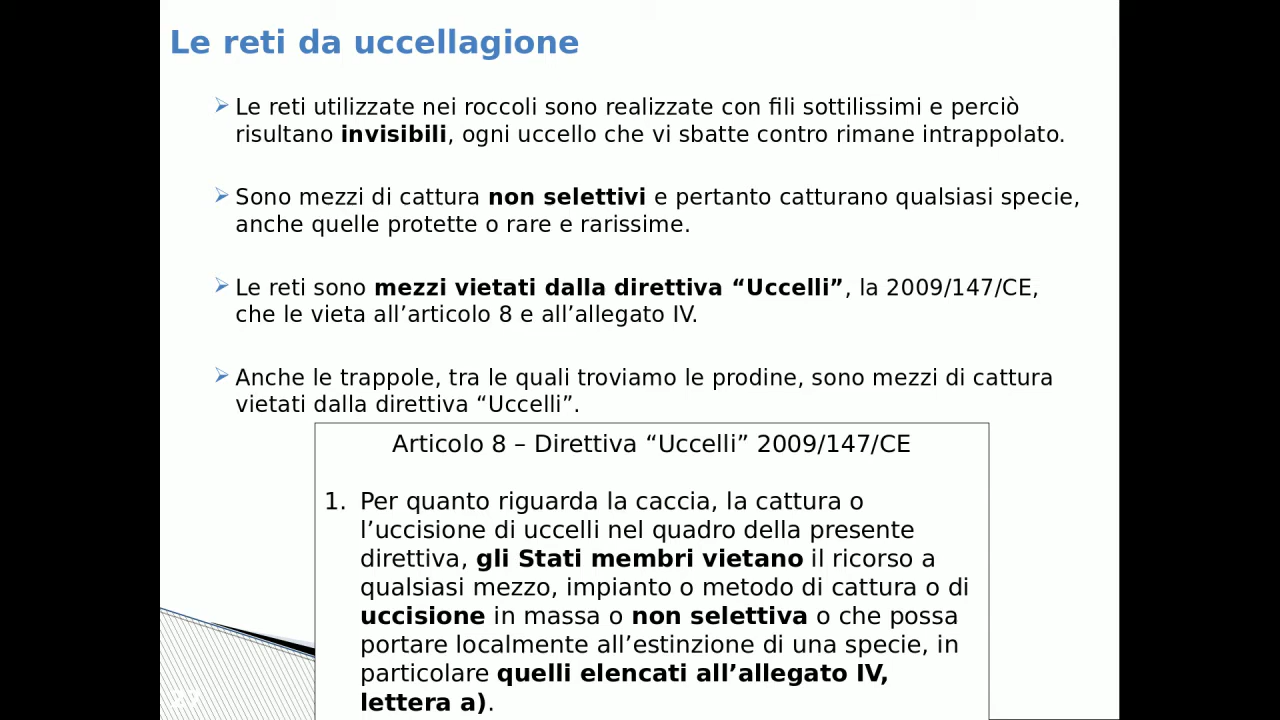 Le reti da uccellagione
Le reti utilizzate nei roccoli sono realizzate con fili sottilissimi e perciò
risultano invisibili, ogni uccello che vi sbatte contro rimane intrappolato.
Sono mezzi di cattura non selettivi e pertanto catturano qualsiasi specie,
anche quelle protette o rare e rarissime.
Le reti sono mezzi vietati dalla direttiva “Uccelli”, la 2009/147/CE,
che le vieta all’articolo 8 e all’allegato IV.
Anche le trappole, tra le quali troviamo le prodine, sono mezzi di cattura
vietati dalla direttiva “Uccelli”.
Articolo 8 – Direttiva “Uccelli” 2009/147/CE
1. Per quanto riguarda la caccia, la cattura o
l’uccisione di uccelli nel quadro della presente
direttiva, gli Stati membri vietano il ricorso a
qualsiasi mezzo, impianto o metodo di cattura o di
uccisione in massa o non selettiva o che possa
portare localmente all’estinzione di una specie, in
particolare quelli elencati all’allegato IV,
lettera a).
27